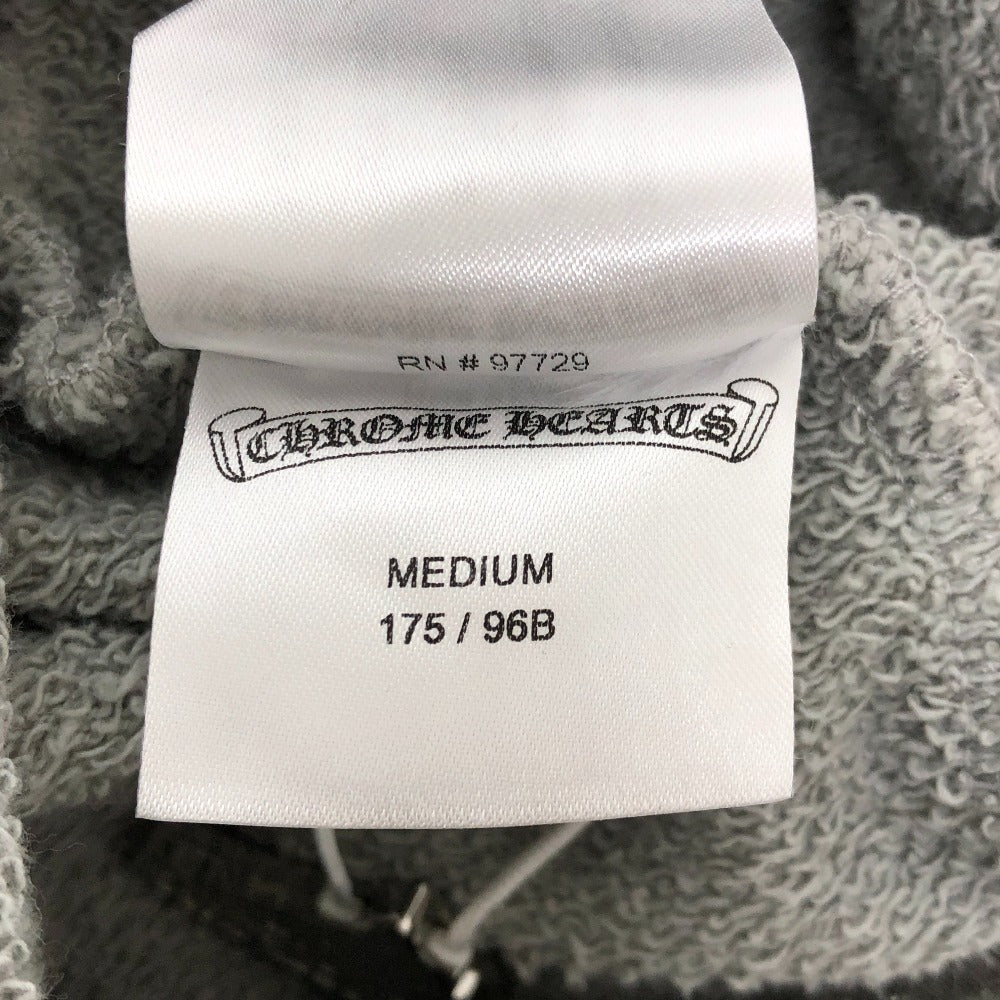 RN # 97729
CHROME HEARTS
MEDIUM
175 / 96B